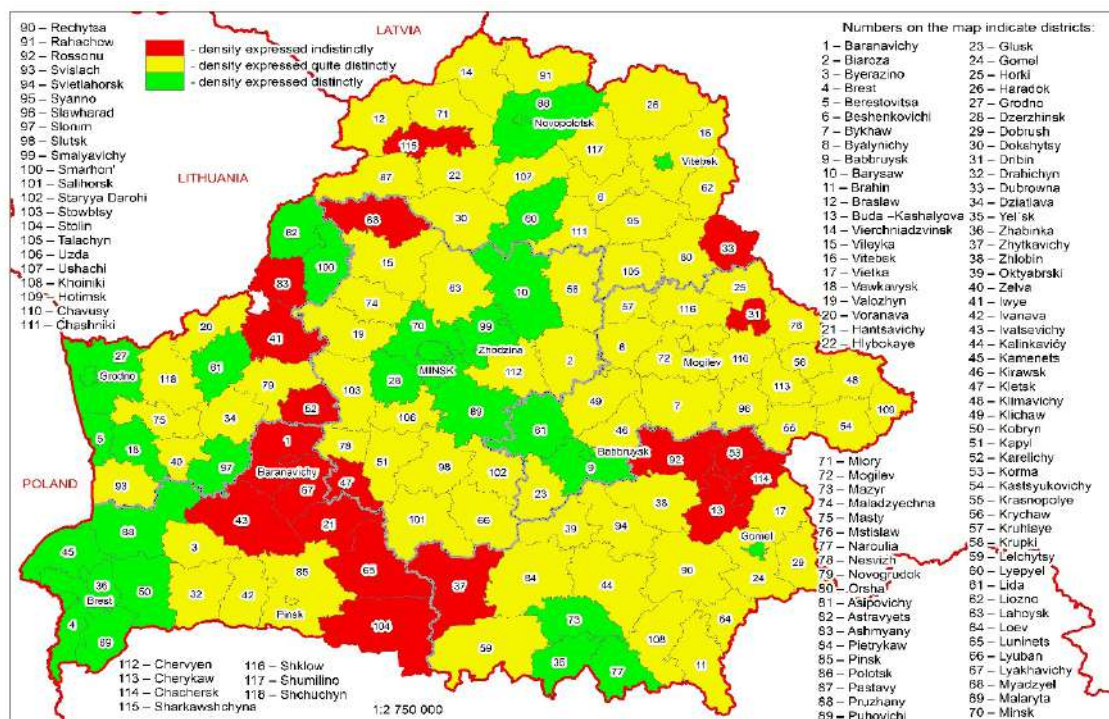 90 – Rechytsa
91 – Rahachow
92 – Rossonu
93 – Svislach
94 – Svietlahorsk
95 – Syanno
96 – Slawharad
97 – Slonim
98 – Slutsk
99 – Smalyavichy
100 – Smarhon'
101 – Salihorsk
102 – Staryya Darohi
103 – Stowbtsy
104 – Stolin
105 – Talachyn
106 – Uzda
107 – Ushachi
108 – Khoiniki
109 – Hotimsk
110 – Chavusy
111 – Chashniki
- density expressed indistinctly
- density expressed quite distinctly
- density expressed distinctly
LATVIA
LITHUANIA
POLAND
Numbers on the map indicate districts:
1 – Baranavichy
2 – Biaroza
3 – Byerazino
4 – Brest
5 – Berestovitsa
6 – Beshenkovichi
7 – Bykhaw
8 – Byalynichy
9 – Babbruysk
10 – Barysaw
11 – Brahin
12 – Braslaw
13 – Buda –Kashalyova
14 – Vierchniadzvinsk
15 – Vileyka
16 – Vitebsk
17 – Vietka
18 – Vawkavysk
19 – Valozhyn
20 – Voranava
21 – Hantsavichy
22 – Hlybokaye
23 – Glusk
24 – Gomel
25 – Horki
26 – Haradok
27 – Grodno
28 – Dzerzhinsk
29 – Dobrush
30 – Dokshytsy
31 – Dribin
32 – Drahichyn
33 – Dubrowna
34 – Dziatlava
35 – Yel`sk
36 – Zhabinka
37 – Zhytkavichy
38 – Zhlobin
39 – Oktyabrski
40 – Zelva
41 – Iwye
42 – Ivanava
43 – Ivatsevichy
44 – Kalinkavičy
45 – Kamenets
46 – Kirawsk
47 – Kletsk
48 – Klimavichy
49 – Klichaw
50 – Kobryn
51 – Kapyl
52 – Karelichy
53 – Korma
54 – Kastsyukovichy
55 – Krasnopolye
56 – Krychaw
57 – Kruhlaye
58 – Krupki
59 – Lelchytsy
60 – Lyepyel
61 – Lida
62 – Liozno
63 – Lahoysk
64 – Loev
65 – Luninets
66 – Lyuban
67 – Lyakhavichy
68 – Myadzyel
69 – Malaryta
70 – Minsk
71 – Miory
72 – Mogilev
73 – Mazyr
74 – Maladzyechna
75 – Masty
76 – Mstislaw
77 – Naroulia
78 – Nesvizh
79 – Novogrudok
80 – Orsha
81 – Asipovichy
82 – Astravyets
83 – Ashmyany
84 – Pietrykaw
85 – Pinsk
86 – Polotsk
87 – Pastavy
88 – Pruzhany
89 – Puhovichi
112 – Chervyen
113 – Cherykaw
114 – Chachersk
115 – Sharkawshchyna
116 – Shklow
117 – Shumilino
118 – Shchuchyn
1:2 750 000
Novopolotsk
Vitebsk
Zhodzina
MINSK
Mogilev
Grodno
Baranavichy
Babbruysk
Gomel
Brest
Pinsk